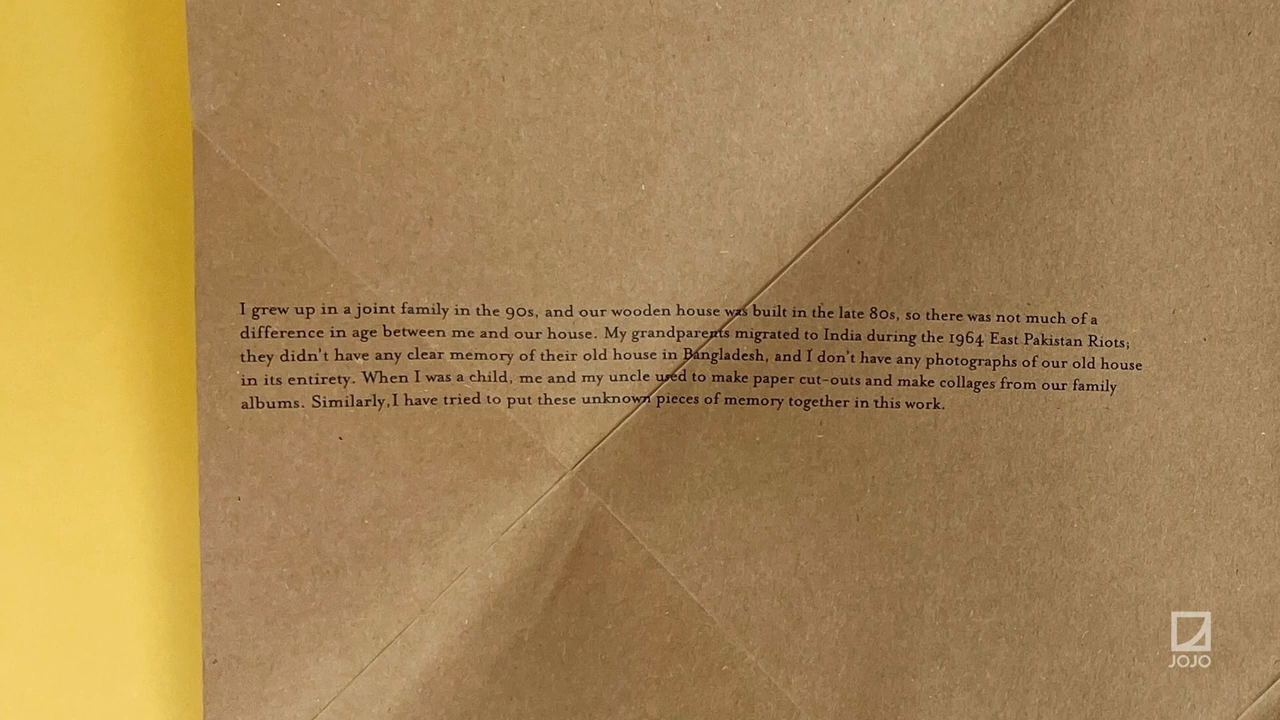 I grew up in a joint family in the 90s, and our wooden house was built in the late 80s, so there was not much of a
difference in age between me and our house. My grandparents migrated to India during the 1964 East Pakistan Riots;
they didn't have any clear memory of their old house in Bangladesh, and I don't have any photographs of our old house
in its entirety. When I was a child, me and my uncle used to make paper cut-outs and make collages from our family
albums. Similarly,I have tried to put these unknown pieces of memory together in this work.
JOJO